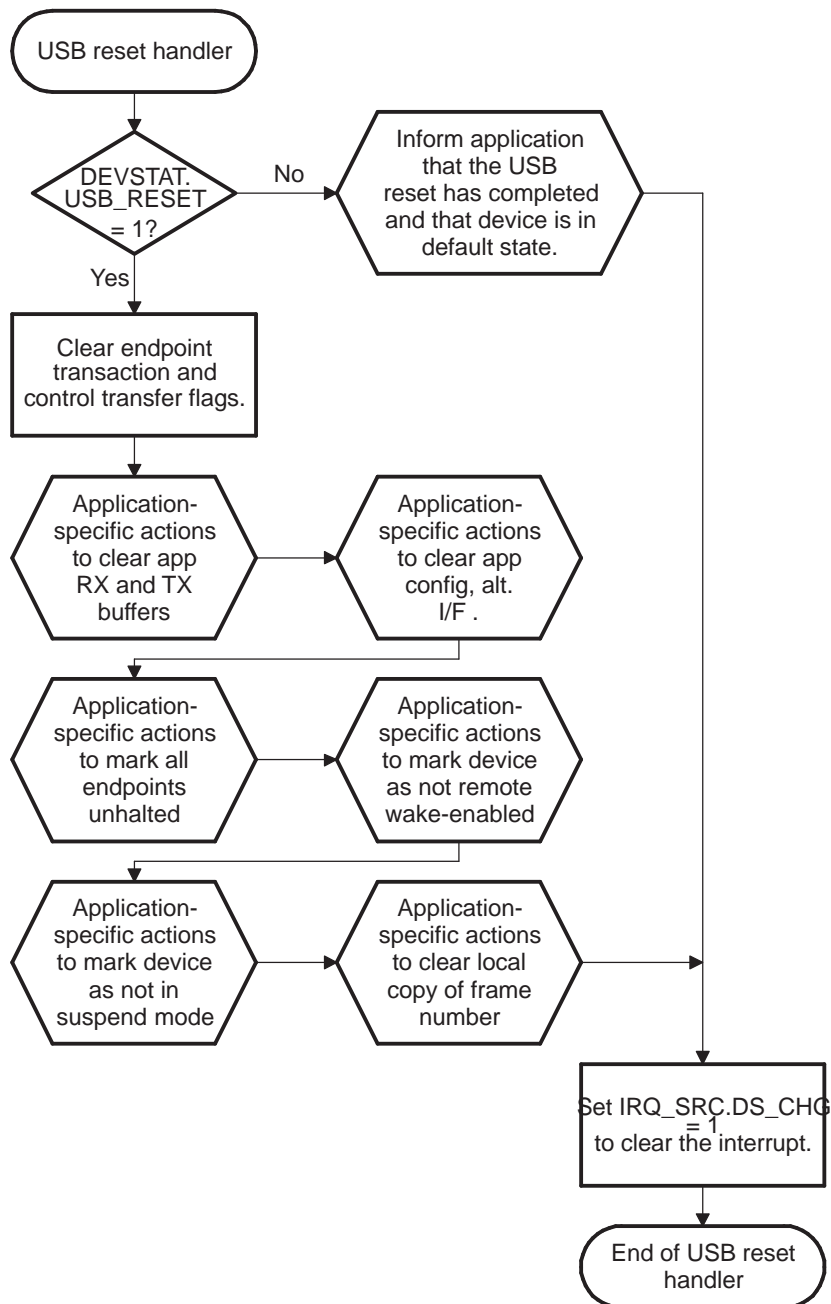 USB reset handler
DEVSTAT.
USB_RESET
= 1?
No
Inform application
that the USB
reset has completed
and that device is in
default state.
Yes
Clear endpoint
transaction and
control transfer flags.
Application-
specific actions
to clear app
RX and TX
buffers
Application-
specific actions
to clear app
config, alt.
I/F .
Application-
specific actions
to mark all
endpoints
unhalted
Application-
specific actions
to mark device
as not remote
wake-enabled
Application-
specific actions
to mark device
as not in
suspend mode
Application-
specific actions
to clear local
copy of frame
number
Set IRQ_SRC.DS_CHG
= 1
to clear the interrupt.
End of USB reset
handler